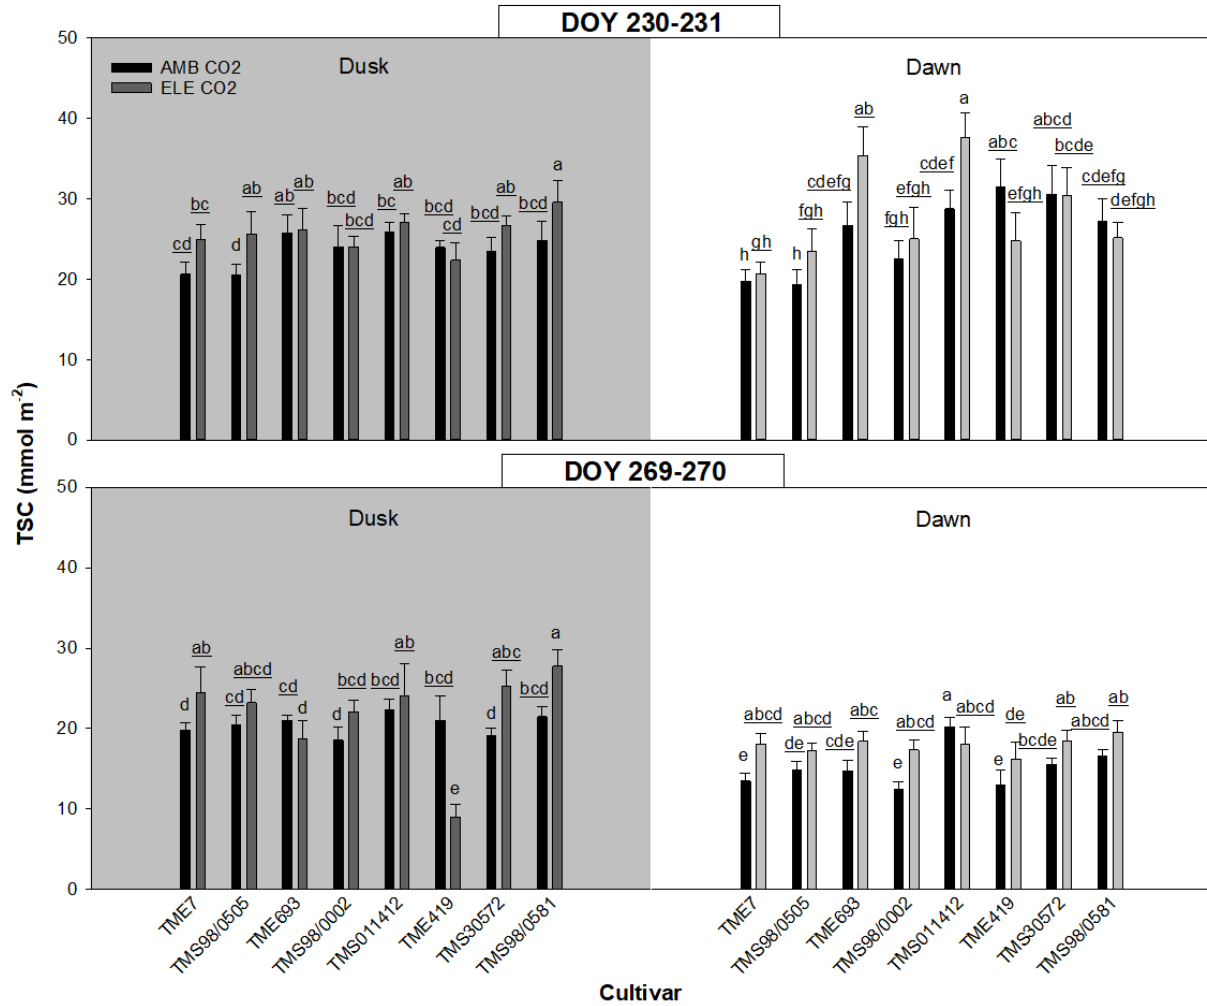 DOY 230-231
50
Dusk
Dawn
AMB CO2
ELE CO2
a
ab
abcd
40
abc
bcde
a
cdef
cdefg
ab
ab
ab
ab
cdefg
efgh
efgh
defgh
bc
ab
bcd
bc
bcd
bcd
bcd
30
fgh
fgh
cd
d
bcd
cd
h
gh
h
20
10
0
TSC (mmol m-2)
DOY 269-270
50
Dusk
Dawn
40
30
a
ab
ab
abc
abcd
cd
bcd
bcd
bcd
bcd
d
cd
d
d
d
20
a
ab
ab
abcd
abcd
abc
abcd
abcd
de
abcd
e
de
cde
e
e
bcde
10
e
0
TME7
TMS98/0505
TME693
TMS98/0002
TMS011412
TME419
TMS30572
TMS98/0581
TME7
TMS98/0505
TME693
TMS98/0002
TMS011412
TME419
TMS30572
TMS98/0581
Cultivar